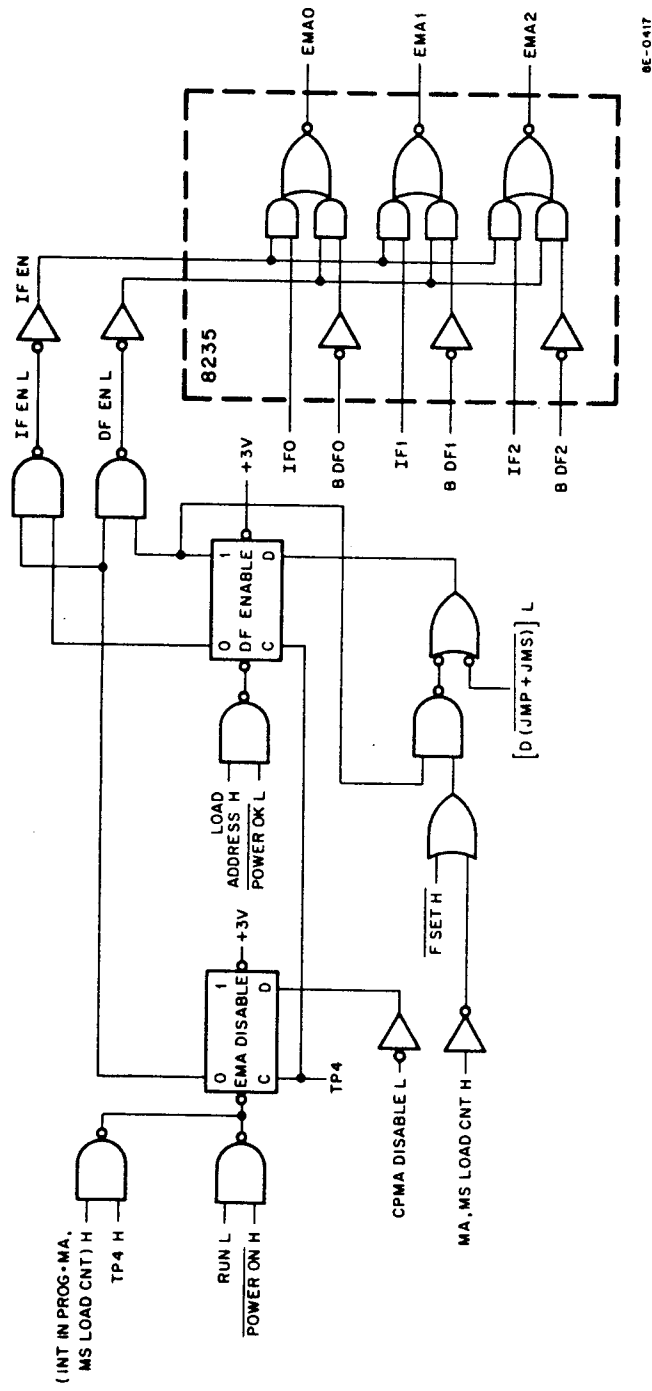 (INT IN PROG•MA,
MS LOAD CNT) H
TP4 H
RUN L
POWER ON H
CPMA DISABLE L
MA, MS LOAD CNT H
0
1
EMA DISABLE
C
D
+3V
TP4
F SET H
LOAD
ADDRESS H
POWER OK L
[D (JMP + JMS)] L
0
1
DF ENABLE
C
D
+3V
IF EN L
IF EN
DF EN L
8235
IF0
B DF0
IF1
B DF1
IF2
B DF2
EMA0
EMA1
EMA2
8E-0417